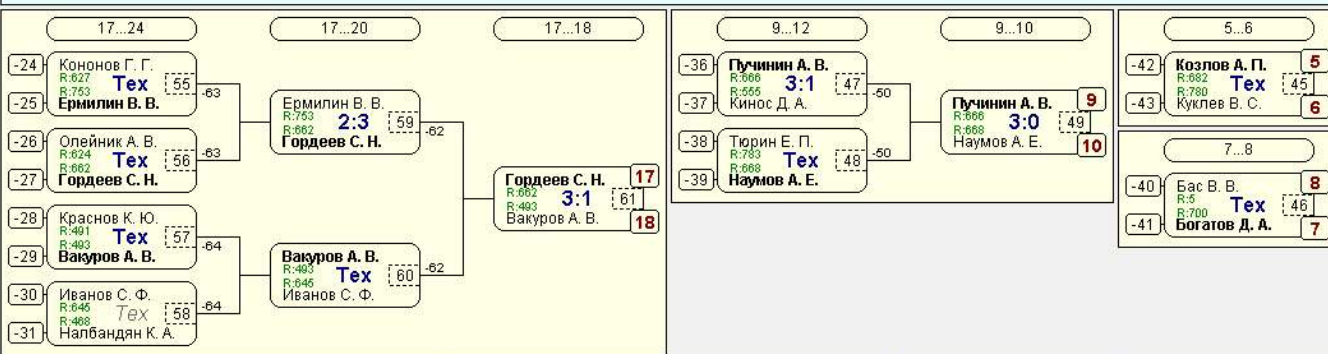 17...24
17...20
17...18
-24
Кононов Г. Г.
R:627
R:753
Тех
55
-63
-25
Ермилин В. В.
-26
Олейник А. В.
R:624
R:662
Тех
56
-63
-27
Гордеев С. Н.
-28
Краснов К. Ю.
R:491
R:493
Тех
57
-64
-29
Вакуров А. В.
-30
Иванов С. Ф.
R:645
R:468
Тех
58
-64
-31
Налбандян К. А.
Ермилин В. В.
R:753
R:662
2:3
59
-62
Гордеев С. Н.
Вакуров А. В.
R:493
R:645
Тех
60
-62
Иванов С. Ф.
Гордеев С. Н.
17
R:662
R:493
3:1
61
Вакуров А. В.
18
9...12
9...10
-36
Пучинин А. В.
R:666
R:555
3:1
47
-50
-37
Кинос Д. А.
-38
Тюрин Е. П.
R:783
R:668
Тех
48
-50
-39
Наумов А. Е.
Пучинин А. В.
9
R:666
R:668
3:0
49
Наумов А. Е.
10
5...6
-42
Козлов А. П.
5
R:682
R:780
Тех
45
-43
Куклев В. С.
6
7...8
-40
Бас В. В.
8
R:5
R:700
Тех
46
-41
Богатов Д. А.
7